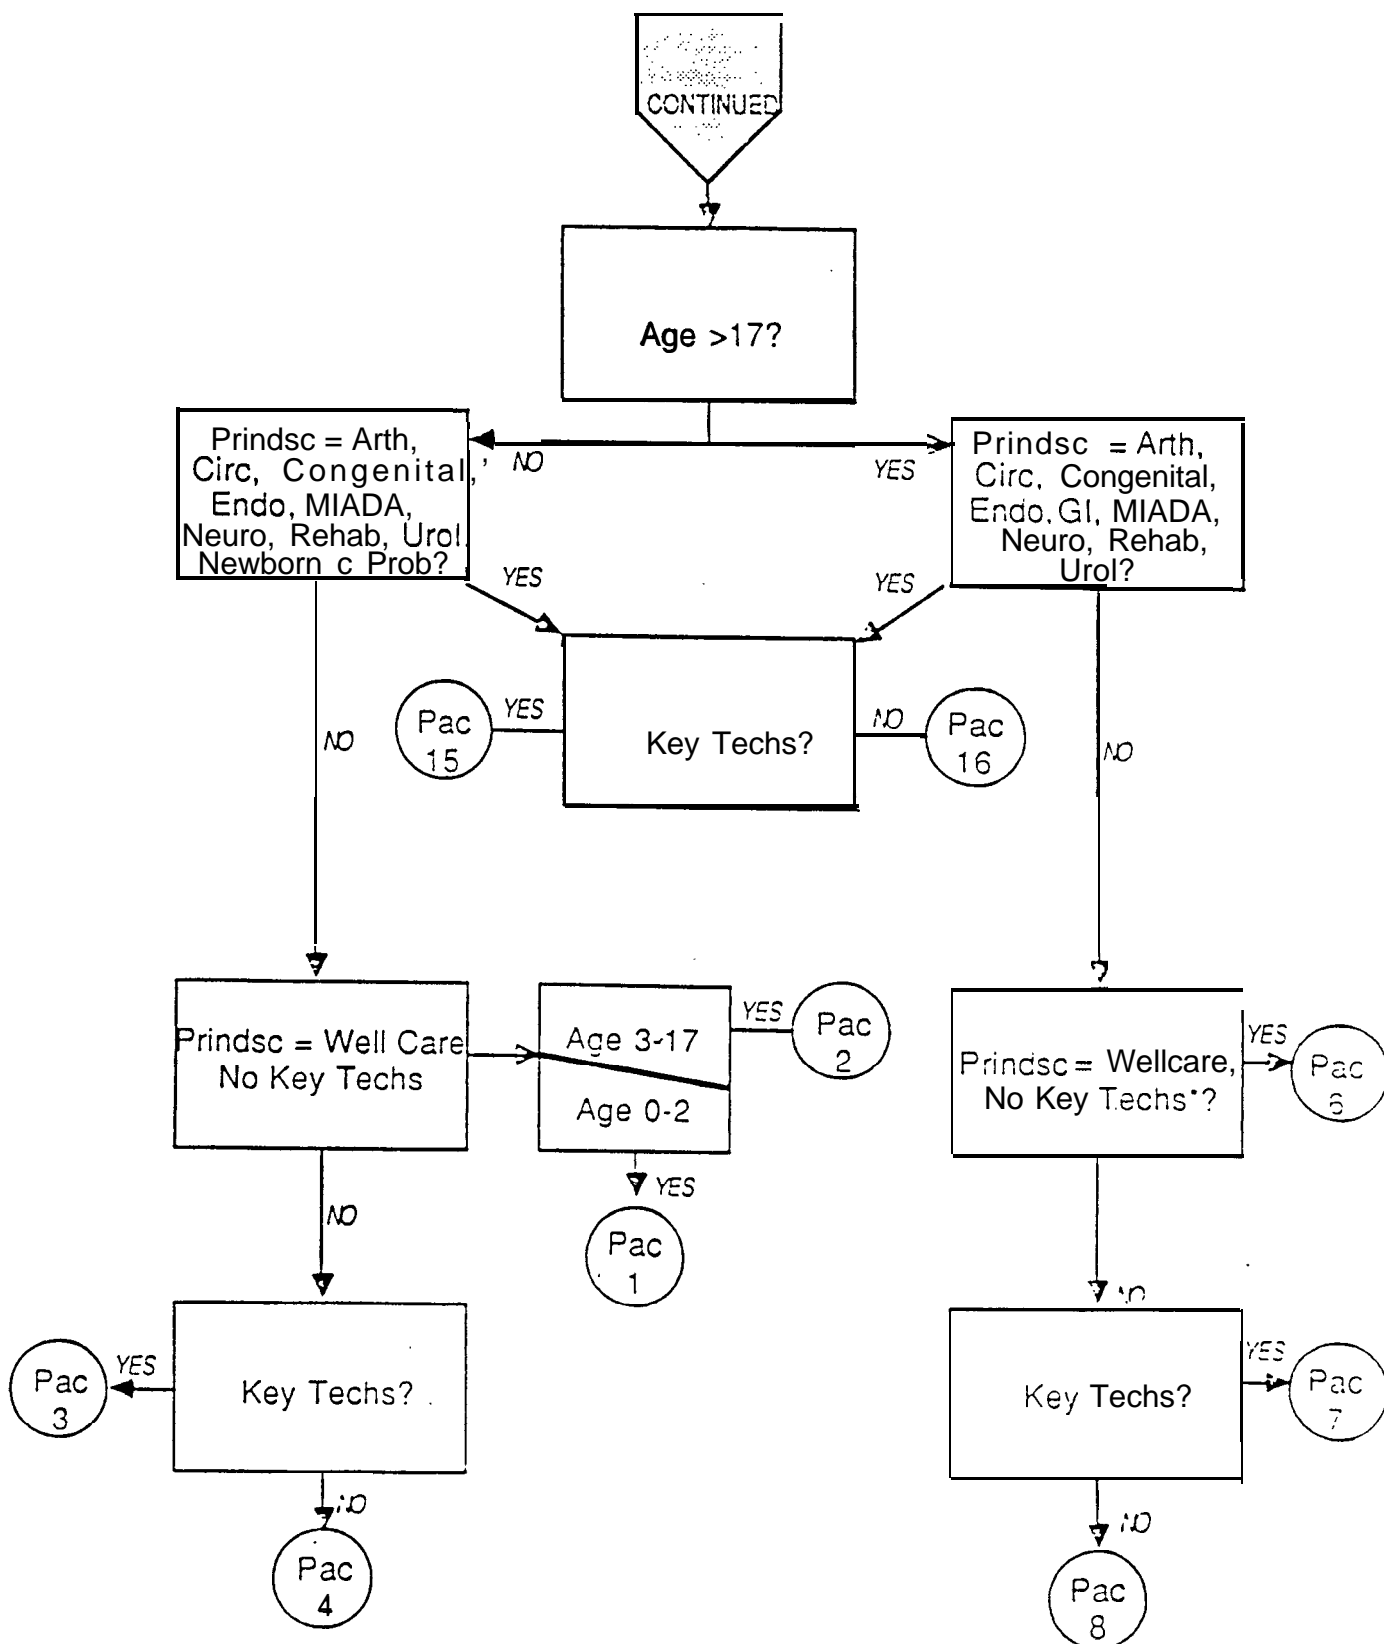 CONTINUED
Age >17?
Prindsc = Arth,
Circ, Congenital,
Endo, MIADA,
Neuro, Rehab, Urol,
Newborn c Prob?
NO
YES
Prindsc = Arth,
Circ, Congenital,
Endo, GI, MIADA,
Neuro, Rehab,
Urol?
YES
YES
Pac
15
YES
Key Techs?
NO
Pac
16
NO
NO
Prindsc = Well Care
No Key Techs
Age 3-17
Age 0-2
YES
Pac
2
YES
Pac
1
Prindsc = Wellcare,
No Key Techs*?
YES
Pac
6
NO
NO
Pac
3
YES
Key Techs?
Key Techs?
YES
Pac
7
NO
Pac
4
NO
Pac
8